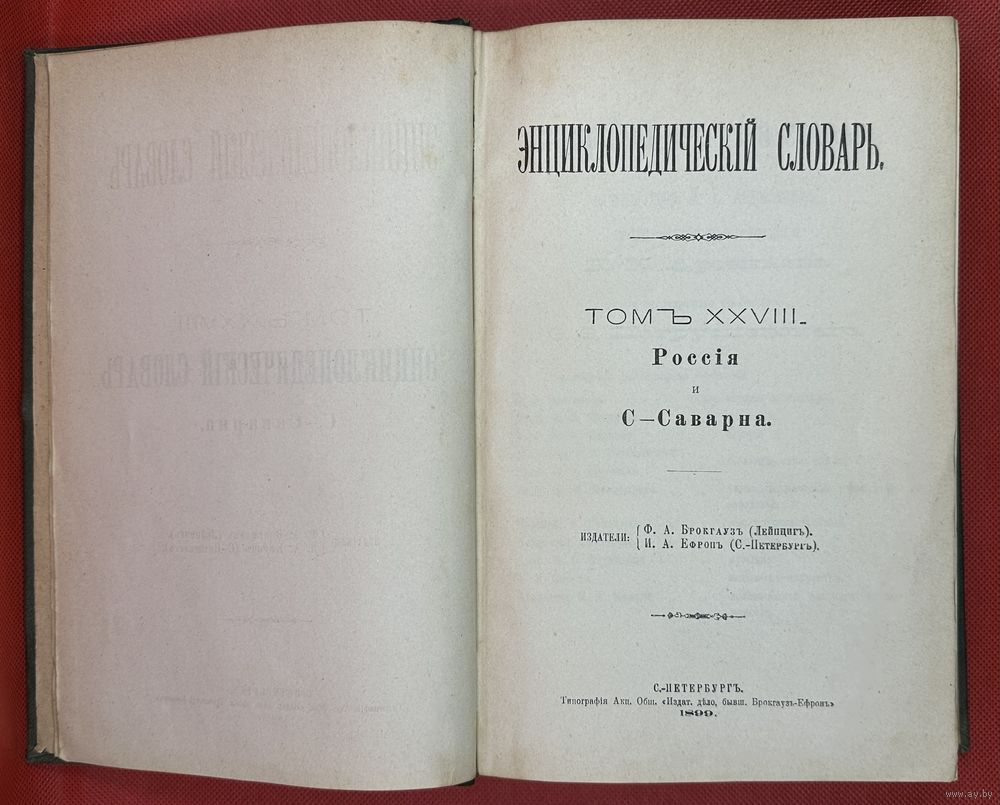 ЭНЦИКЛОПЕДИЧЕСКІЙ СЛОВАРЬ.
ТОМЪ XXVIII.
Россія
и
С—Саварна.
ИЗДАТЕЛИ: { Ф. А. Брокгаузъ (Лейпцигъ).
И. А. Ефронъ (С.-Петербургъ).
С.-ПЕТЕРБУРГЪ.
Типографія Акц. Общ. «Издат. дѣло, бывш. Брокгаузъ-Ефронъ»
1899.
www.ay.by